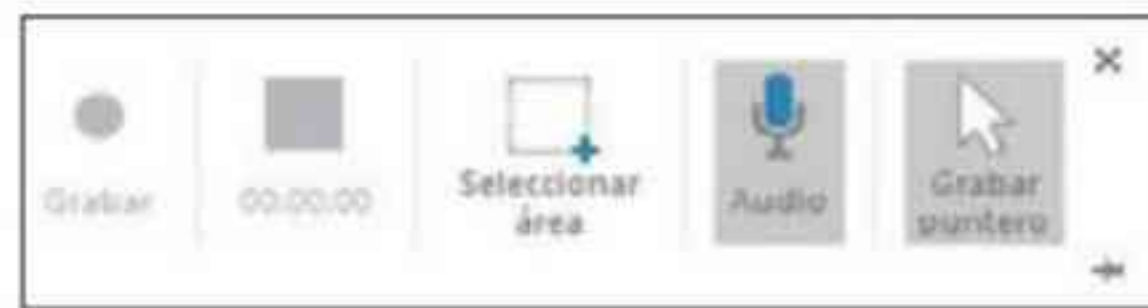 Grabar
00:00:00
Seleccionar
área
Audio
Grabar
puntero